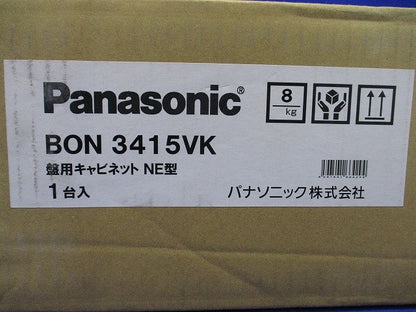 Panasonic®
8
kg
BON 3415VK
盤用キャビネット NE型
1台入
パナソニック株式会社